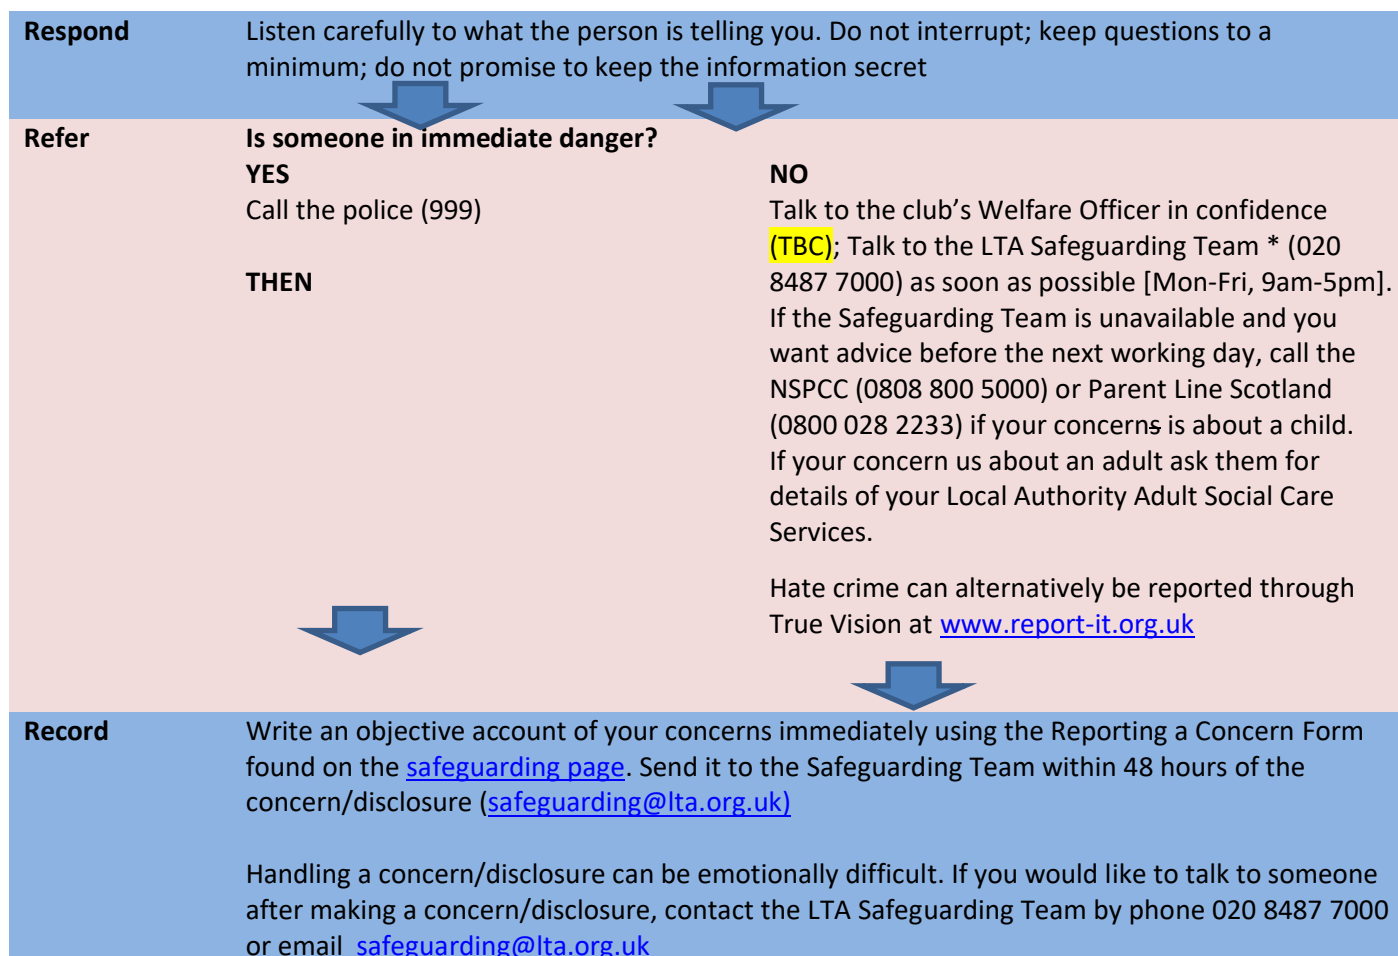 Respond
Listen carefully to what the person is telling you. Do not interrupt; keep questions to a
minimum; do not promise to keep the information secret
Refer
Is someone in immediate danger?
YES
Call the police (999)
THEN
NO
Talk to the club's Welfare Officer in confidence
(TBC); Talk to the LTA Safeguarding Team * (020
8487 7000) as soon as possible [Mon-Fri, 9am-5pm].
If the Safeguarding Team is unavailable and you
want advice before the next working day, call the
NSPCC (0808 800 5000) or Parent Line Scotland
(0800 028 2233) if your concerns is about a child.
If your concern us about an adult ask them for
details of your Local Authority Adult Social Care
Services.
Hate crime can alternatively be reported through
True Vision at www.report-it.org.uk
Record
Write an objective account of your concerns immediately using the Reporting a Concern Form
found on the safeguarding page. Send it to the Safeguarding Team within 48 hours of the
concern/disclosure (safeguarding@lta.org.uk)
Handling a concern/disclosure can be emotionally difficult. If you would like to talk to someone
after making a concern/disclosure, contact the LTA Safeguarding Team by phone 020 8487 7000
or email safeguarding@lta.org.uk